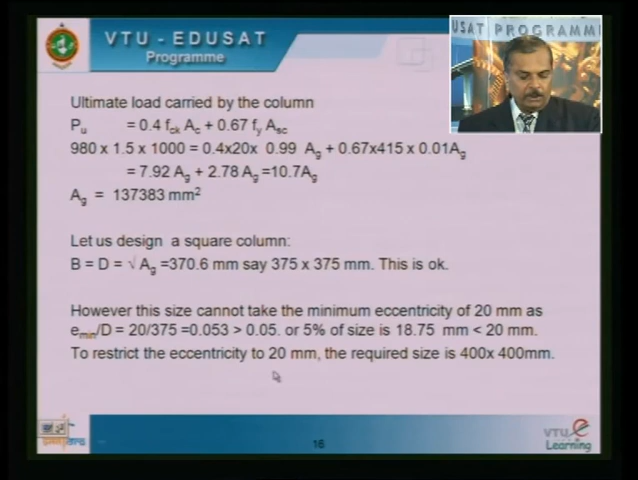 VTU - EDUSAT
Programme
USAT PROGRAMM
Ultimate load carried by the column
Pu = 0.4 fck Ac + 0.67 fy Asc
980 x 1.5 x 1000 = 0.4x20x 0.99 Ag + 0.67x415 x 0.01Ag
= 7.92 Ag + 2.78 Ag =10.7Ag
Ag = 137383 mm²
Let us design a square column:
B = D = √ Ag =370.6 mm say 375 x 375 mm. This is ok.
However this size cannot take the minimum eccentricity of 20 mm as
emin/D = 20/375 =0.053 > 0.05. or 5% of size is 18.75 mm < 20 mm.
To restrict the eccentricity to 20 mm, the required size is 400x 400mm.
16
VTU e
Learning